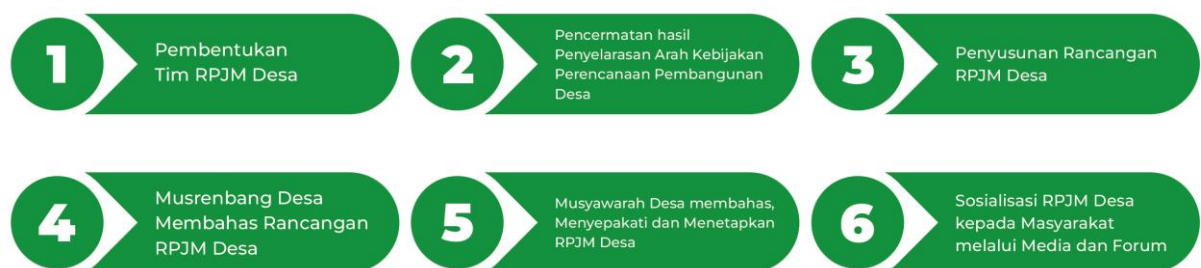 1
Pembentukan
Tim RPJM Desa
2
Pencermatan hasil
Penyelarasan Arah Kebijakan
Perencanaan Pembangunan
Desa
3
Penyusunan Rancangan
RPJM Desa
4
Musrenbang Desa
Membahas Rancangan
RPJM Desa
5
Musyawarah Desa membahas,
Menyepakati dan Menetapkan
RPJM Desa
6
Sosialisasi RPJM Desa
kepada Masyarakat
melalui Media dan Forum